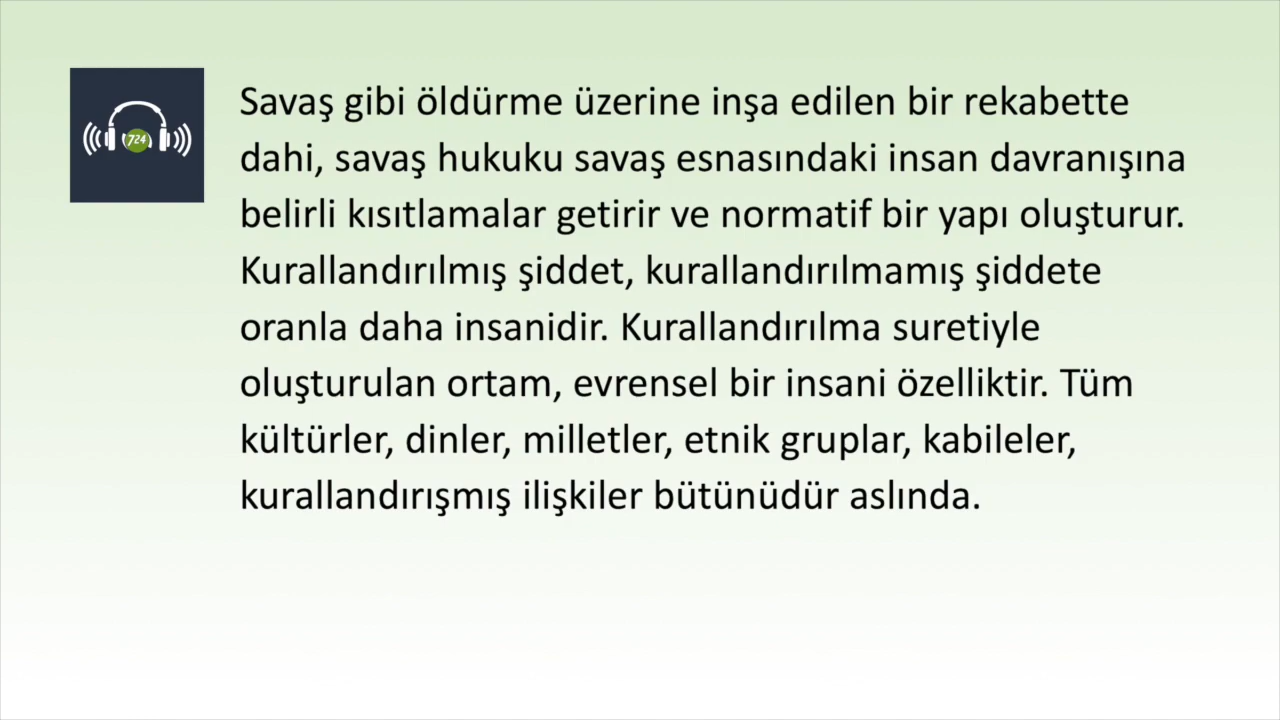 724
Savaş gibi öldürme üzerine inşa edilen bir rekabette
dahi, savaş hukuku savaş esnasındaki insan davranışına
belirli kısıtlamalar getirir ve normatif bir yapı oluşturur.
Kurallandırılmış şiddet, kurallandırılmamış şiddete
oranla daha insanidir. Kurallandırılma suretiyle
oluşturulan ortam, evrensel bir insani özelliktir. Tüm
kültürler, dinler, milletler, etnik gruplar, kabileler,
kurallandırışmış ilişkiler bütünüdür aslında.